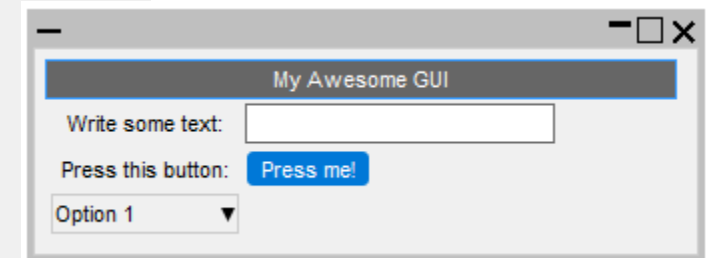 My Awesome GUI
Write some text:
Press this button: Press me!
Option 1